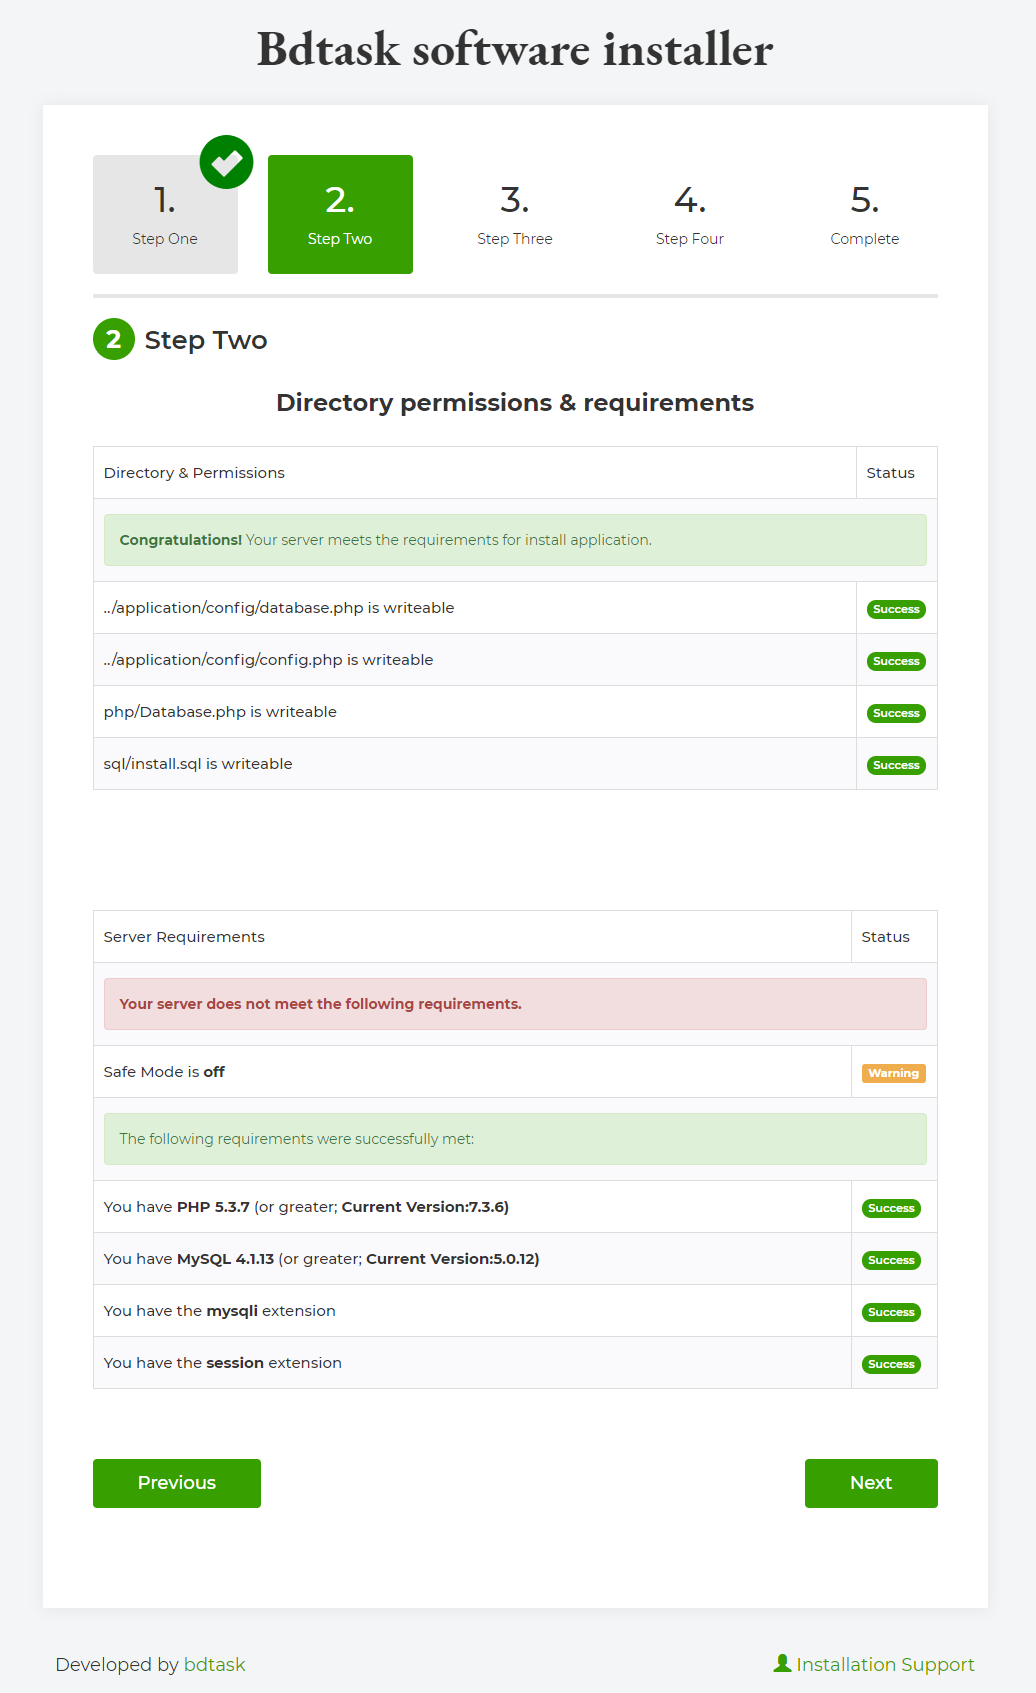 Bdtask software installer
1.
Step One
2.
Step Two
3.
Step Three
4.
Step Four
5.
Complete
2 Step Two
Directory permissions & requirements
Directory & Permissions Status
Congratulations! Your server meets the requirements for install application.
../application/config/database.php is writeable Success
../application/config/config.php is writeable Success
php/Database.php is writeable Success
sql/install.sql is writeable Success
Server Requirements Status
Your server does not meet the following requirements.
Safe Mode is off Warning
The following requirements were successfully met:
You have PHP 5.3.7 (or greater; Current Version:7.3.6) Success
You have MySQL 4.1.13 (or greater; Current Version:5.0.12) Success
You have the mysqli extension Success
You have the session extension Success
Previous Next
Developed by bdtask Installation Support